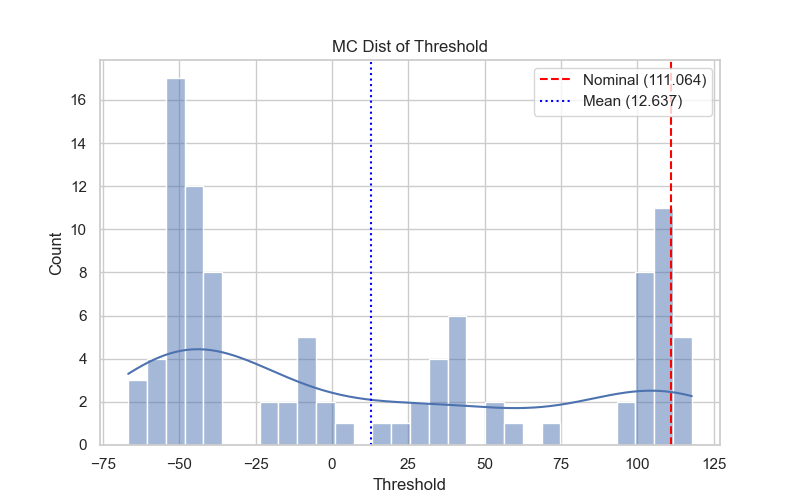 MC Dist of Threshold
Nominal (111.064)
Mean (12.637)
Count
16
14
12
10
8
6
4
2
0
−75 −50 −25 0 25 50 75 100 125
Threshold